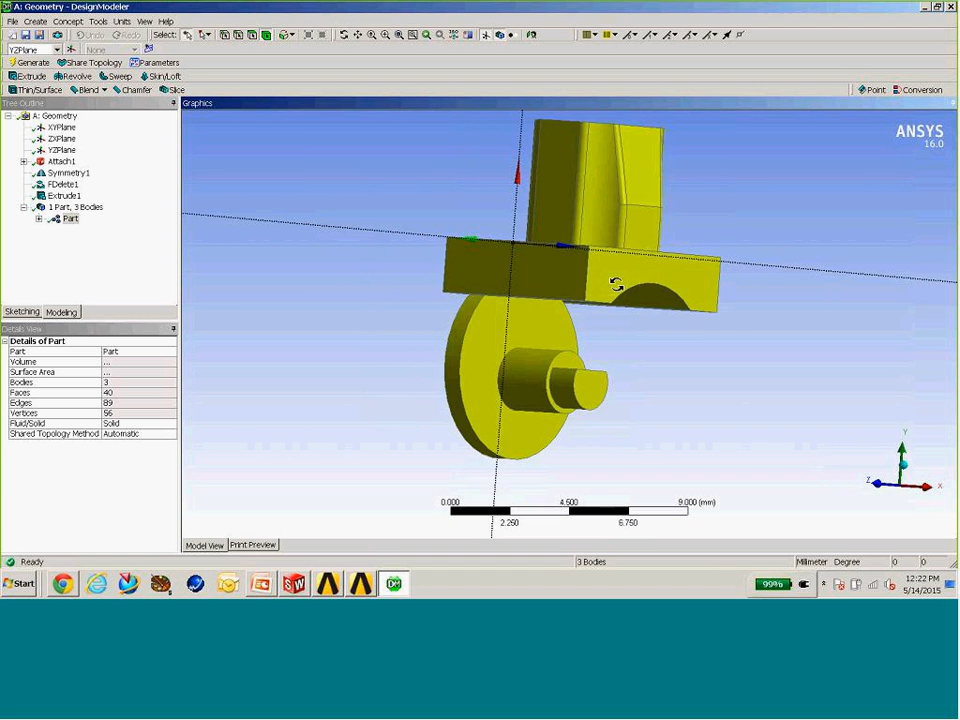 A: Geometry - DesignModeler
File Create Concept Tools Units View Help
Undo Redo Select:
YZPlane None
Generate Share Topology Parameters
Extrude Revolve Sweep Skin/Loft
Thin/Surface Blend Chamfer Slice Point Conversion
Tree Outline
Graphics
A: Geometry
XYPlane
ZXPlane
YZPlane
Attach1
Symmetry1
FDelete1
Extrude1
1 Part, 3 Bodies
Part
Sketching Modeling
Details View
Details of Part
Part Part
Volume ...
Surface Area ...
Bodies 3
Faces 40
Edges 89
Vertices 56
Fluid/Solid Solid
Shared Topology Method Automatic
ANSYS
16.0
Y
Z
X
0.000 4.500 9.000 (mm)
2.250 6.750
Model View Print Preview
Ready 3 Bodies Millimeter Degree 0 0
Start 99% 12:22 PM
5/14/2015